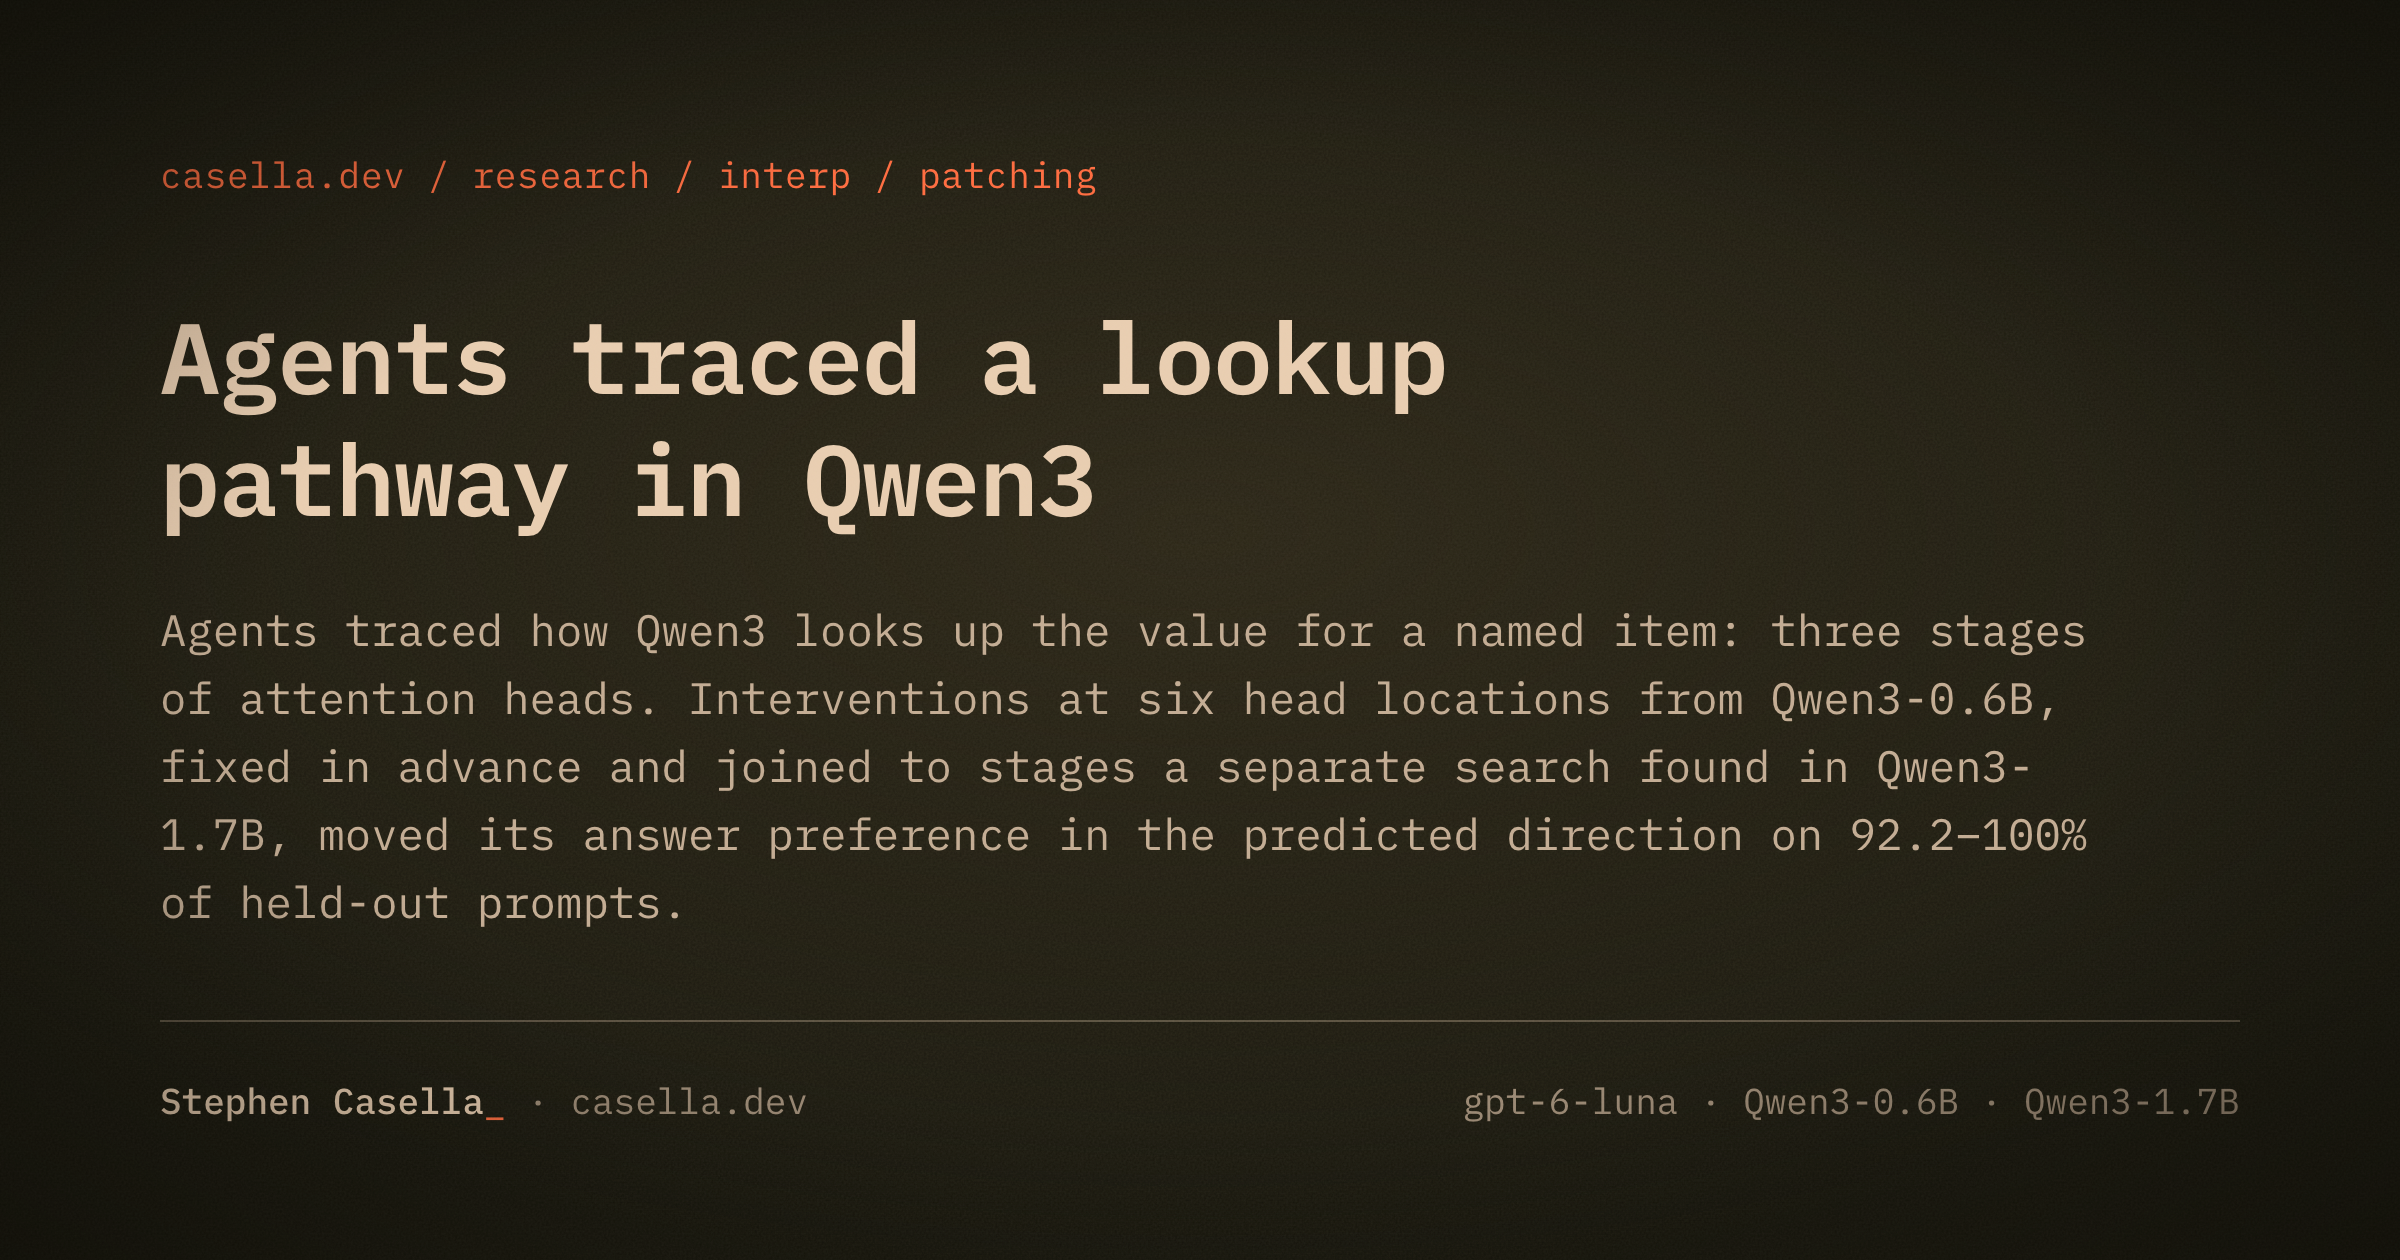 casella.dev / research / interp / patching
Agents traced a lookup
pathway in Qwen3
Agents traced how Qwen3 looks up the value for a named item: three stages
of attention heads. Interventions at six head locations from Qwen3-0.6B,
fixed in advance and joined to stages a separate search found in Qwen3-
1.7B, moved its answer preference in the predicted direction on 92.2–100%
of held-out prompts.
Stephen Casella_ · casella.dev
gpt-6-luna · Qwen3-0.6B · Qwen3-1.7B